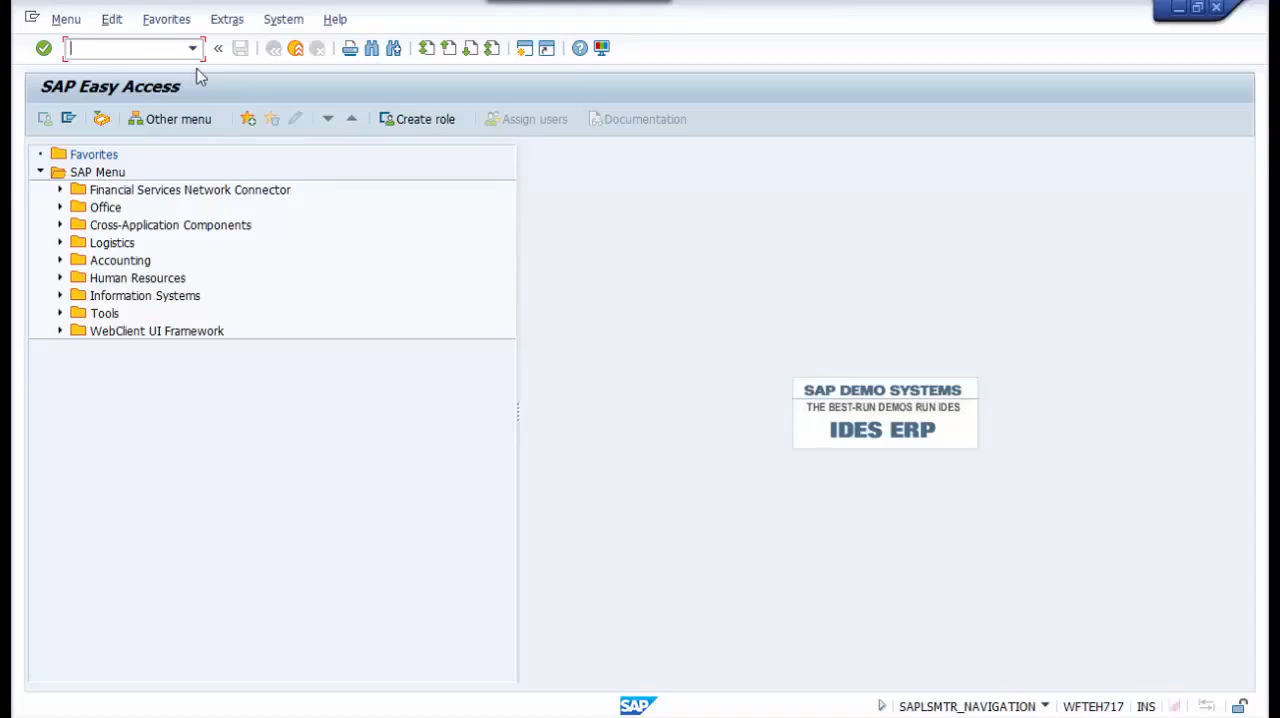 Menu Edit Favorites Extras System Help
SAP Easy Access
Other menu Create role Assign users Documentation
Favorites
SAP Menu
Financial Services Network Connector
Office
Cross-Application Components
Logistics
Accounting
Human Resources
Information Systems
Tools
WebClient UI Framework
SAP DEMO SYSTEMS
THE BEST-RUN DEMOS RUN IDES
IDES ERP
SAP SAPLSMTR_NAVIGATION WFTEH717 INS